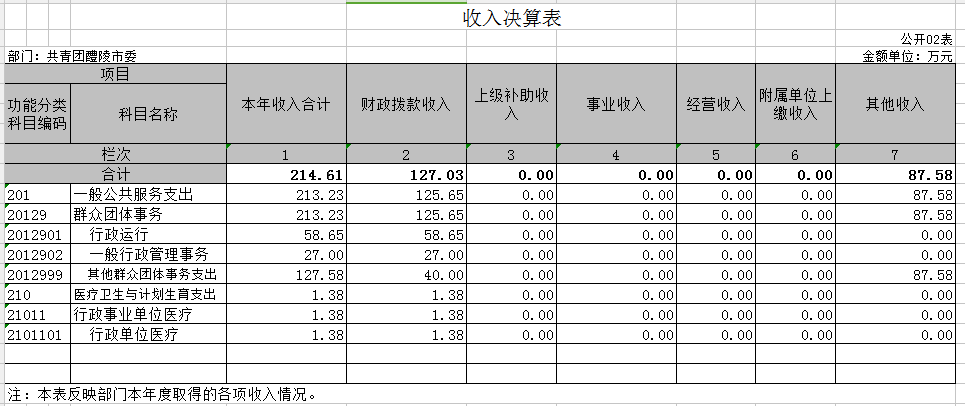 收入决算表
公开02表
部门：共青团醴陵市委 金额单位：万元
项目 本年收入合计 财政拨款收入 上级补助收入 事业收入 经营收入 附属单位上缴收入 其他收入
功能分类科目编码 科目名称
栏次 1 2 3 4 5 6 7
合计 214.61 127.03 0.00 0.00 0.00 0.00 87.58
201 一般公共服务支出 213.23 125.65 0.00 0.00 0.00 0.00 87.58
20129 群众团体事务 213.23 125.65 0.00 0.00 0.00 0.00 87.58
2012901 行政运行 58.65 58.65 0.00 0.00 0.00 0.00 0.00
2012902 一般行政管理事务 27.00 27.00 0.00 0.00 0.00 0.00 0.00
2012999 其他群众团体事务支出 127.58 40.00 0.00 0.00 0.00 0.00 87.58
210 医疗卫生与计划生育支出 1.38 1.38 0.00 0.00 0.00 0.00 0.00
21011 行政事业单位医疗 1.38 1.38 0.00 0.00 0.00 0.00 0.00
2101101 行政单位医疗 1.38 1.38 0.00 0.00 0.00 0.00 0.00
注：本表反映部门本年度取得的各项收入情况。